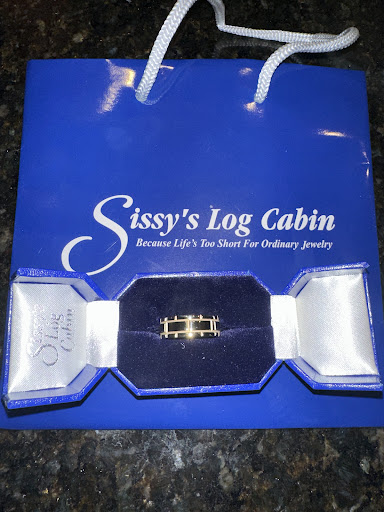 Sissy's Log Cabin
Because Life's Too Short For Ordinary Jewelry
Sissy's
Log
Cabin